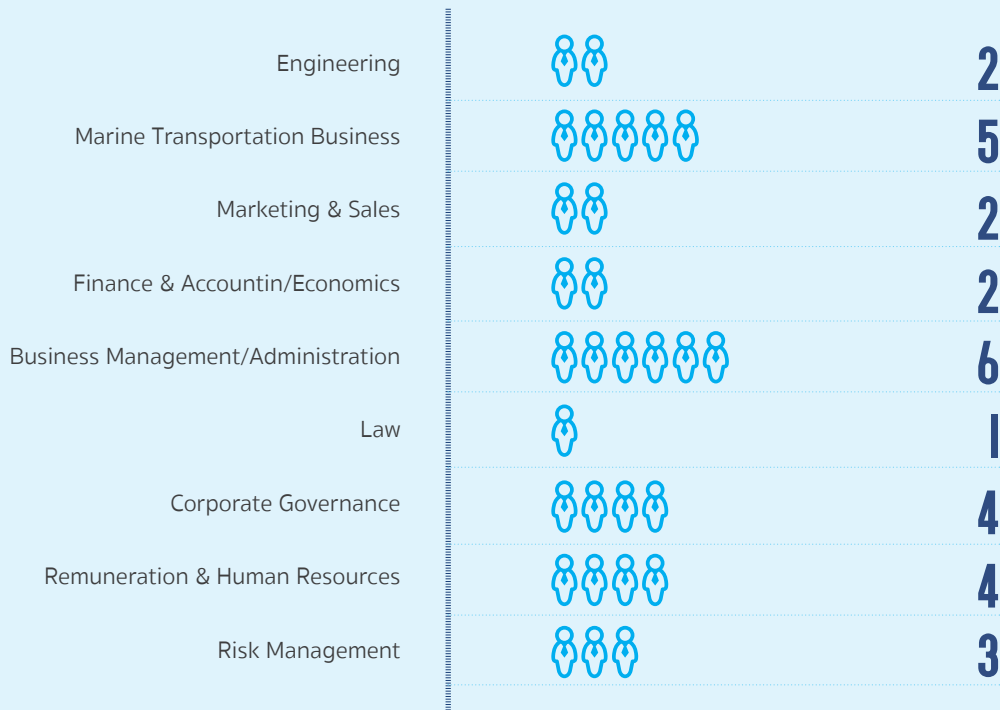 Engineering 2
Marine Transportation Business 5
Marketing & Sales 2
Finance & Accountin/Economics 2
Business Management/Administration 6
Law 1
Corporate Governance 4
Remuneration & Human Resources 4
Risk Management 3